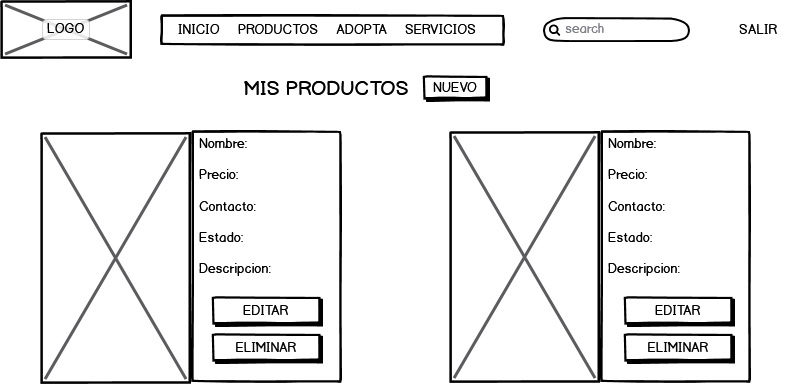 LOGO
INICIO PRODUCTOS ADOPTA SERVICIOS
search
SALIR
MIS PRODUCTOS
NUEVO
Nombre:
Precio:
Contacto:
Estado:
Descripcion:
EDITAR
ELIMINAR
Nombre:
Precio:
Contacto:
Estado:
Descripcion:
EDITAR
ELIMINAR